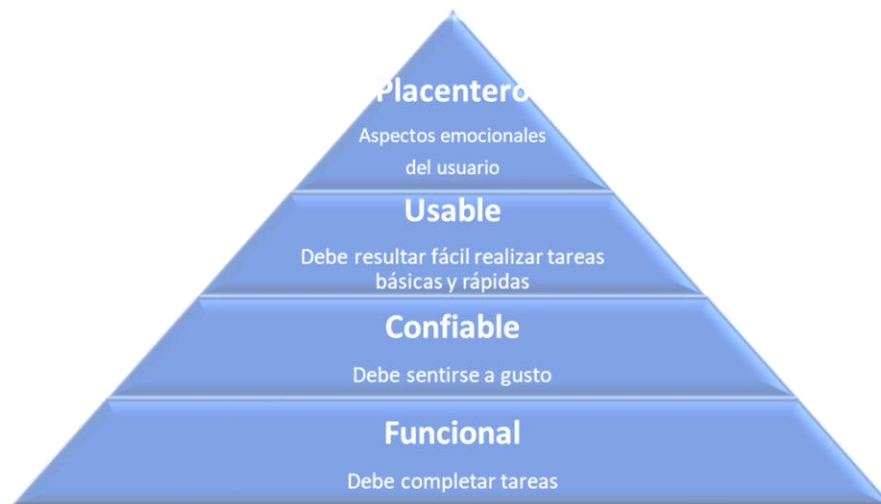 Placentero
Aspectos emocionales
del usuario
Usable
Debe resultar fácil realizar tareas
básicas y rápidas
Confiable
Debe sentirse a gusto
Funcional
Debe completar tareas